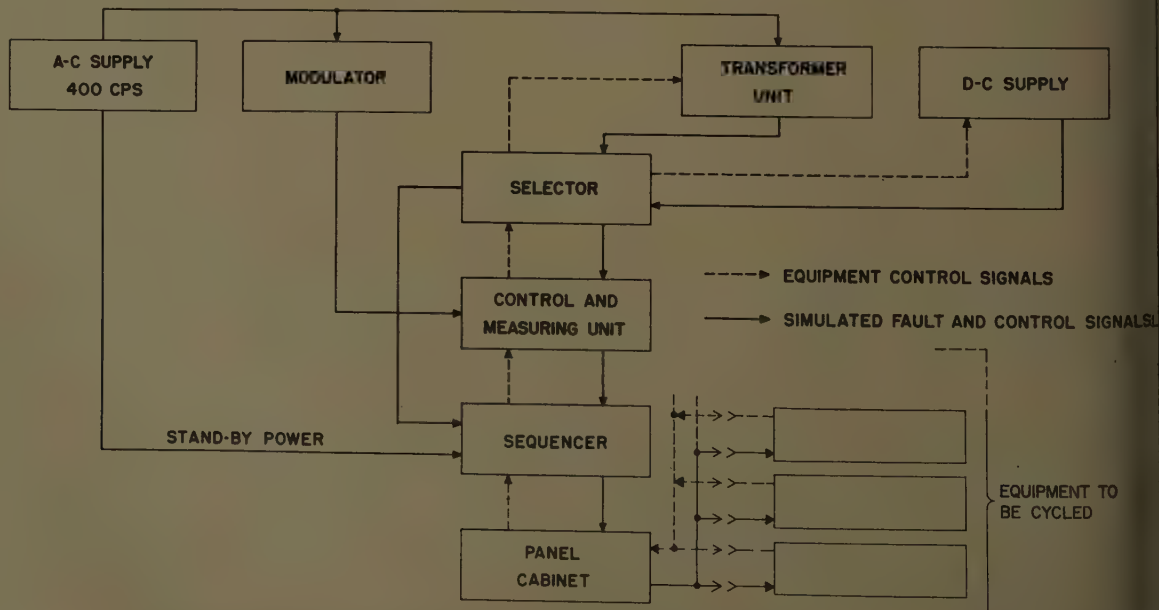 A-C SUPPLY
400 CPS
MODULATOR
TRANSFORMER
UNIT
D-C SUPPLY
SELECTOR
EQUIPMENT CONTROL SIGNALS
CONTROL AND
MEASURING UNIT
SIMULATED FAULT AND CONTROL SIGNALS
SEQUENCER
STAND-BY POWER
EQUIPMENT TO
BE CYCLED
PANEL
CABINET